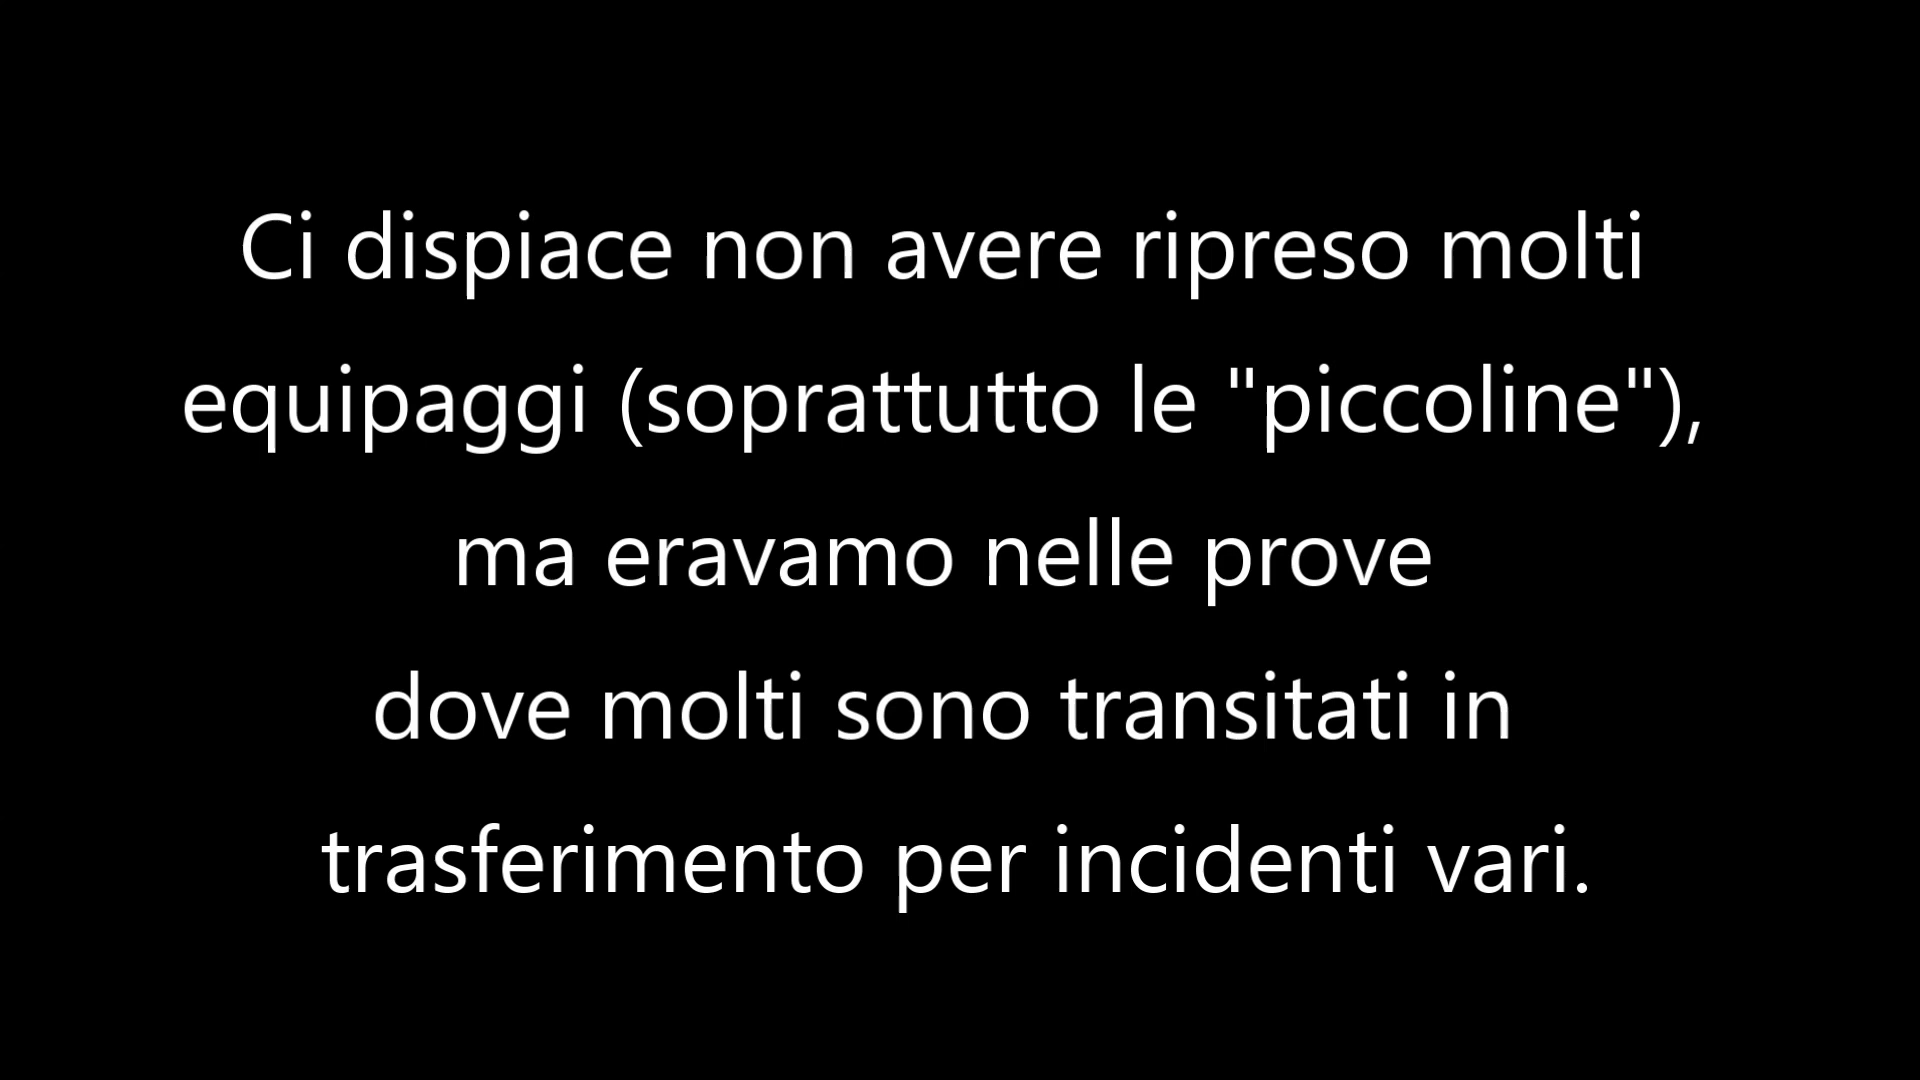 Ci dispiace non avere ripreso molti
equipaggi (soprattutto le "piccoline"),
ma eravamo nelle prove
dove molti sono transitati in
trasferimento per incidenti vari.